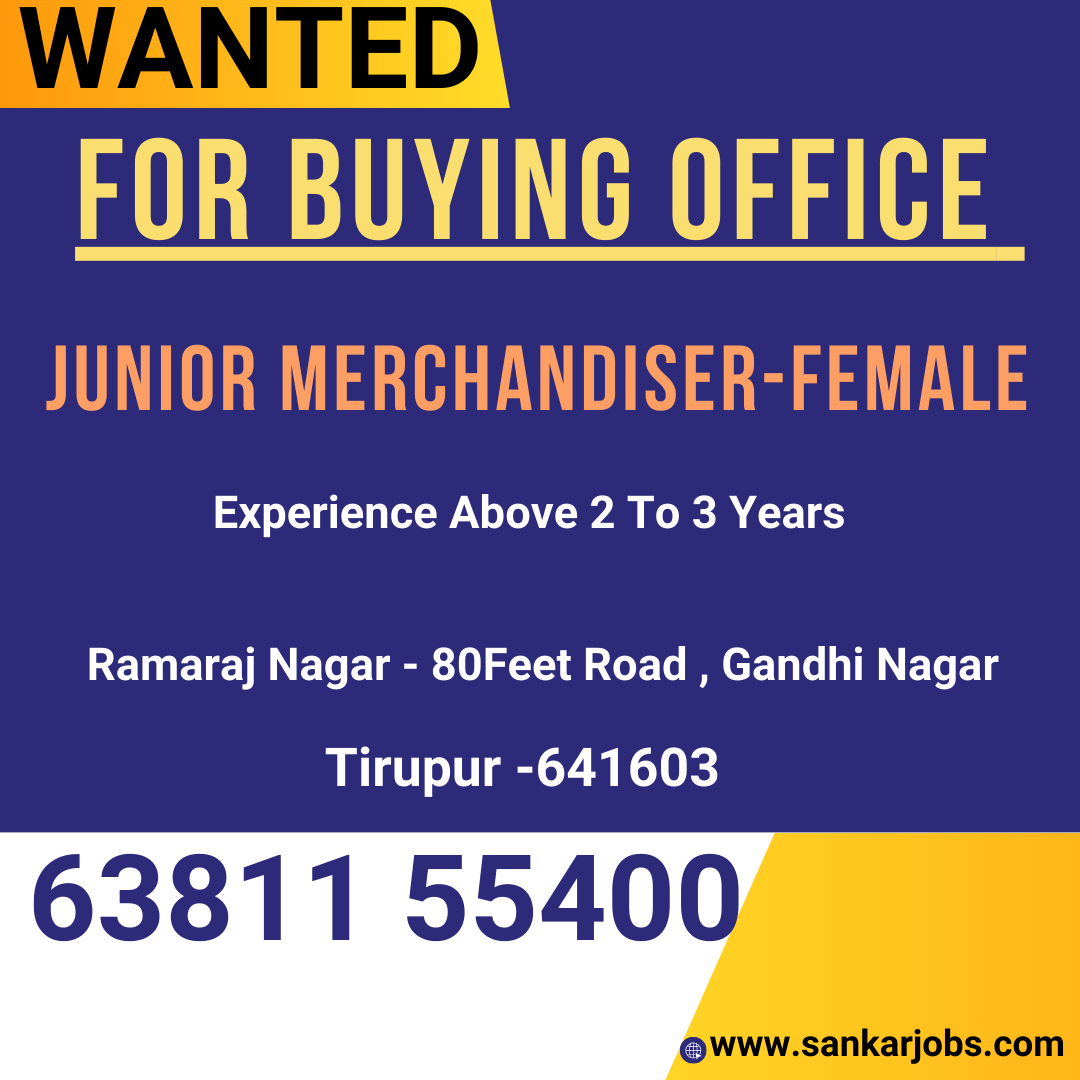 WANTED
FOR BUYING OFFICE
JUNIOR MERCHANDISER-FEMALE
Experience Above 2 To 3 Years
Ramaraj Nagar - 80Feet Road , Gandhi Nagar
Tirupur -641603
63811 55400
www.sankarjobs.com